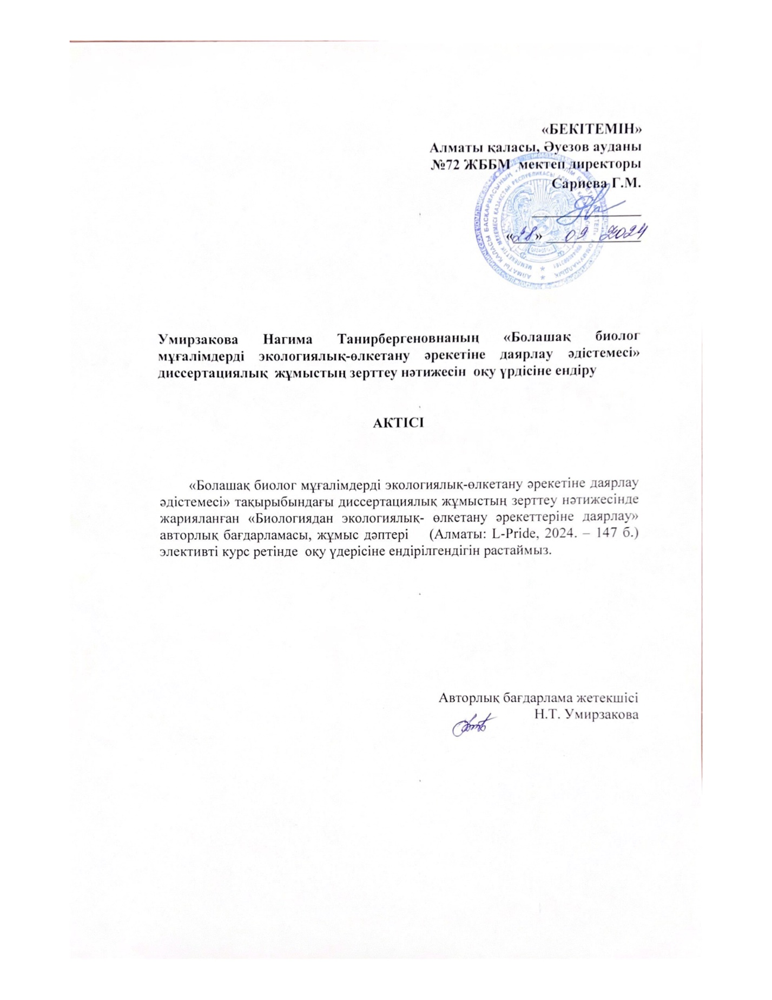 «БЕКІТЕМІН»
Алматы қаласы, Әуезов ауданы
№72 ЖББМ мектеп директоры
Сариева Г.М.
«28» 09 2024
Умирзакова Нагима Танирбергеновнаның «Болашақ биолог
мұғалімдерді экологиялық-өлкетану әрекетіне даярлау әдістемесі»
диссертациялық жұмыстың зерттеу нәтижесін оқу үрдісіне ендіру
АКТІСІ
«Болашақ биолог мұғалімдерді экологиялық-өлкетану әрекетіне даярлау
әдістемесі» тақырыбындағы диссертациялық жұмыстың зерттеу нәтижесінде
жарияланған «Биологиядан экологиялық- өлкетану әрекеттеріне даярлау»
авторлық бағдарламасы, жұмыс дәптері (Алматы: L-Pride, 2024. – 147 б.)
элективті курс ретінде оқу үдерісіне ендірілгендігін растаймыз.
Авторлық бағдарлама жетекшісі
Н.Т. Умирзакова